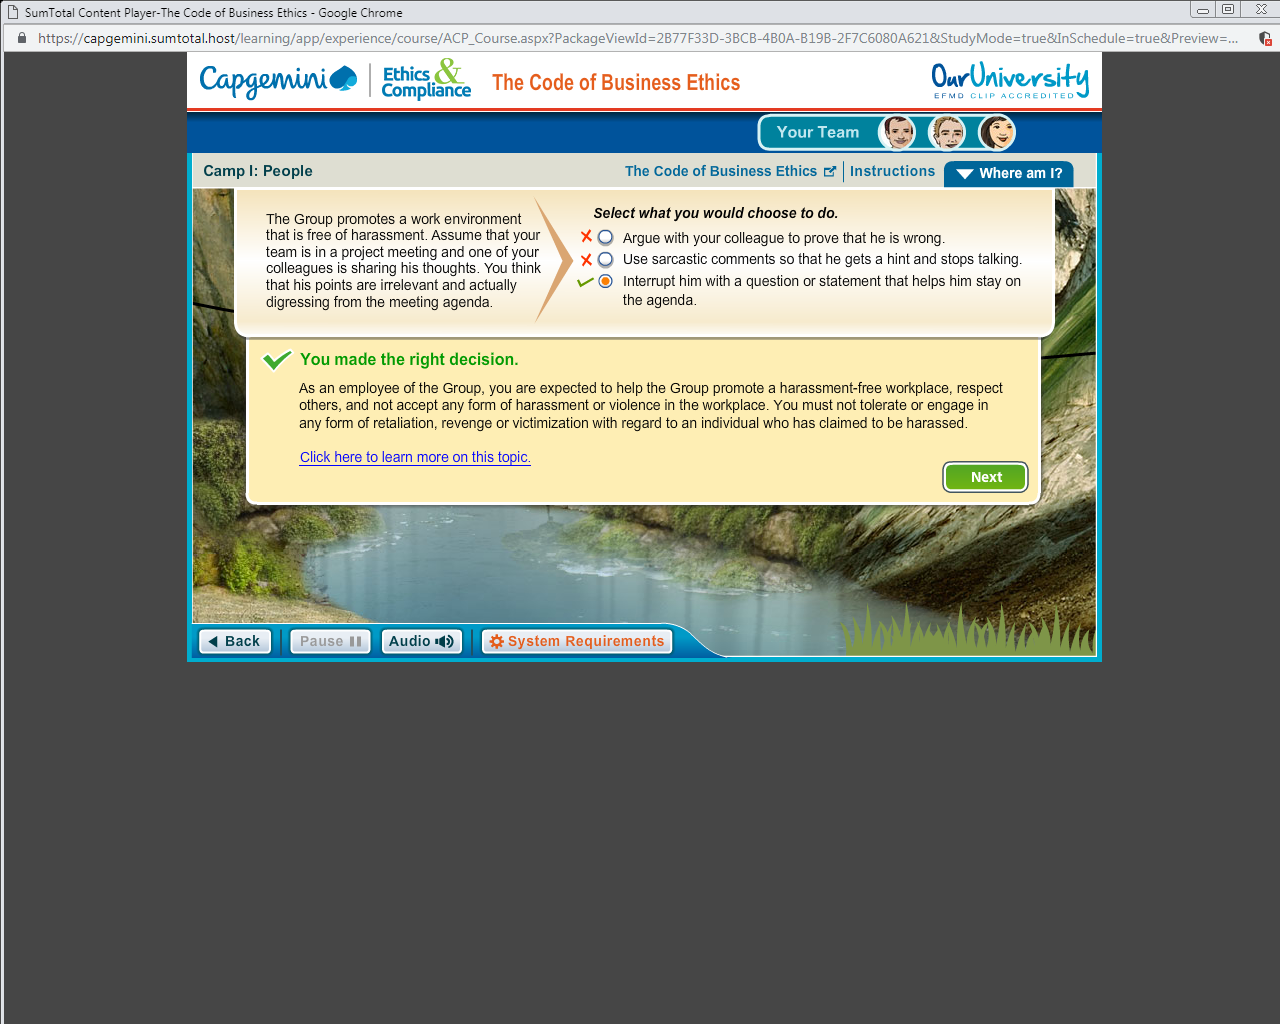 SumTotal Content Player-The Code of Business Ethics - Google Chrome
https://capgemini.sumtotal.host/learning/app/experience/course/ACP_Course.aspx?PackageViewId=2B77F33D-3BCB-4B0A-B19B-2F7C6080A621&StudyMode=true&InSchedule=true&Preview=...
Capgemini
Ethics &
Compliance
The Code of Business Ethics
OurUniversity
EFMD CLIP ACCREDITED
Your Team
Camp I: People
The Code of Business Ethics
Instructions
Where am I?
The Group promotes a work environment
that is free of harassment. Assume that your
team is in a project meeting and one of your
colleagues is sharing his thoughts. You think
that his points are irrelevant and actually
digressing from the meeting agenda.
Select what you would choose to do.
Argue with your colleague to prove that he is wrong.
Use sarcastic comments so that he gets a hint and stops talking.
Interrupt him with a question or statement that helps him stay on
the agenda.
You made the right decision.
As an employee of the Group, you are expected to help the Group promote a harassment-free workplace, respect
others, and not accept any form of harassment or violence in the workplace. You must not tolerate or engage in
any form of retaliation, revenge or victimization with regard to an individual who has claimed to be harassed.
Click here to learn more on this topic.
Next
Back
Pause
Audio
System Requirements